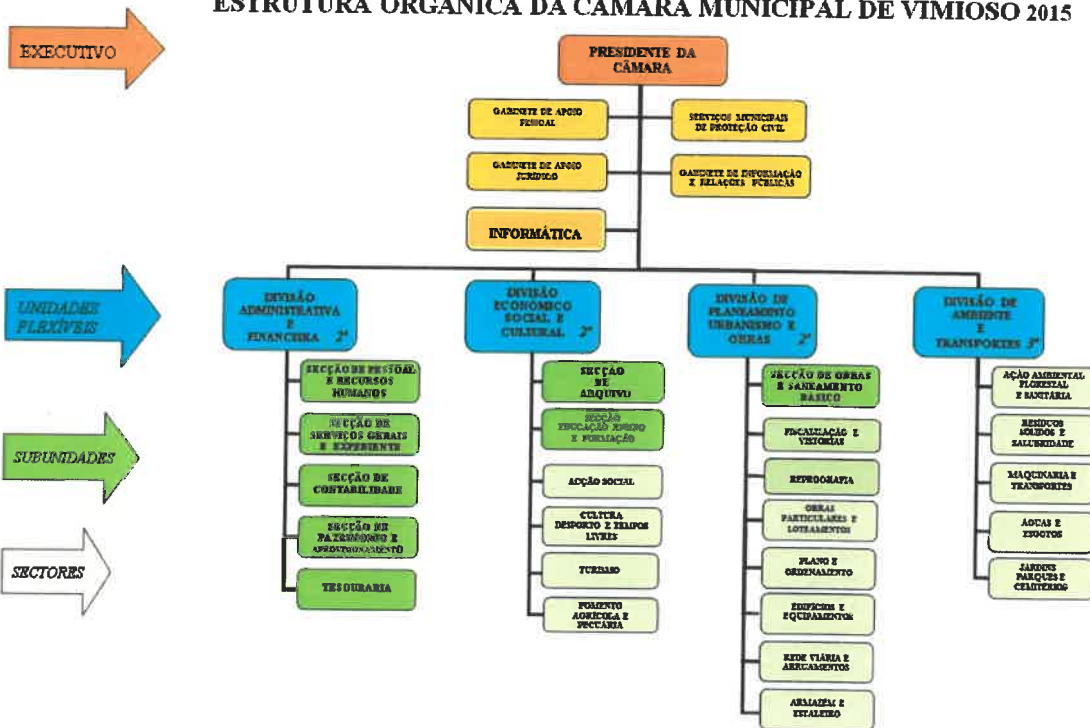 ESTRUTURA ORGÂNICA DA CÂMARA MUNICIPAL DE VIMIOSO 2015
EXECUTIVO
PRESIDENTE DA
CÂMARA
GABINETE DE APOIO
PESSOAL
SERVIÇOS MUNICIPAIS
DE PROTEÇÃO CIVIL
GABINETE DE APOIO
JURÍDICO
GABINETE DE INFORMAÇÃO
E RELAÇÕES PÚBLICAS
INFORMÁTICA
UNIDADES
FLEXÍVEIS
DIVISÃO
ADMINISTRATIVA
E
FINANCEIRA 2º
DIVISÃO
ECONÓMICO
SOCIAL E
CULTURAL 2º
DIVISÃO DE
PLANEAMENTO
URBANISMO E
OBRAS 2º
DIVISÃO DE
AMBIENTE
E
TRANSPORTES 3º
SUBUNIDADES
SECTORES
SECÇÃO DE PESSOAL
E RECURSOS
HUMANOS
SECÇÃO DE
SERVIÇOS GERAIS
E EXPEDIENTE
SECÇÃO DE
CONTABILIDADE
SECÇÃO DE
PATRIMÓNIO E
APROVISIONAMENTO
TESOURARIA
SECÇÃO
DE
ARQUIVO
SECÇÃO
EDUCAÇÃO ENSINO
E FORMAÇÃO
ACÇÃO SOCIAL
CULTURA
DESPORTO E TEMPOS
LIVRES
TURISMO
FOMENTO
AGRÍCOLA E
PECUÁRIA
SECÇÃO DE OBRAS
E SANEAMENTO
BÁSICO
FISCALIZAÇÃO E
VISTORIAS
REPROGRAFIA
OBRAS
PARTICULARES E
LOTEAMENTOS
PLANO E
ORDENAMENTO
EDIFÍCIOS E
EQUIPAMENTOS
REDE VIÁRIA E
ARRUAMENTOS
ARMAZÉM E
ESTALEIRO
AÇÃO AMBIENTAL
FLORESTAL
E SANITÁRIA
RESÍDUOS
SÓLIDOS E
SALUBRIDADE
MAQUINARIA E
TRANSPORTES
ÁGUAS E
ESGOTOS
JARDINS
PARQUES E
CEMITÉRIOS